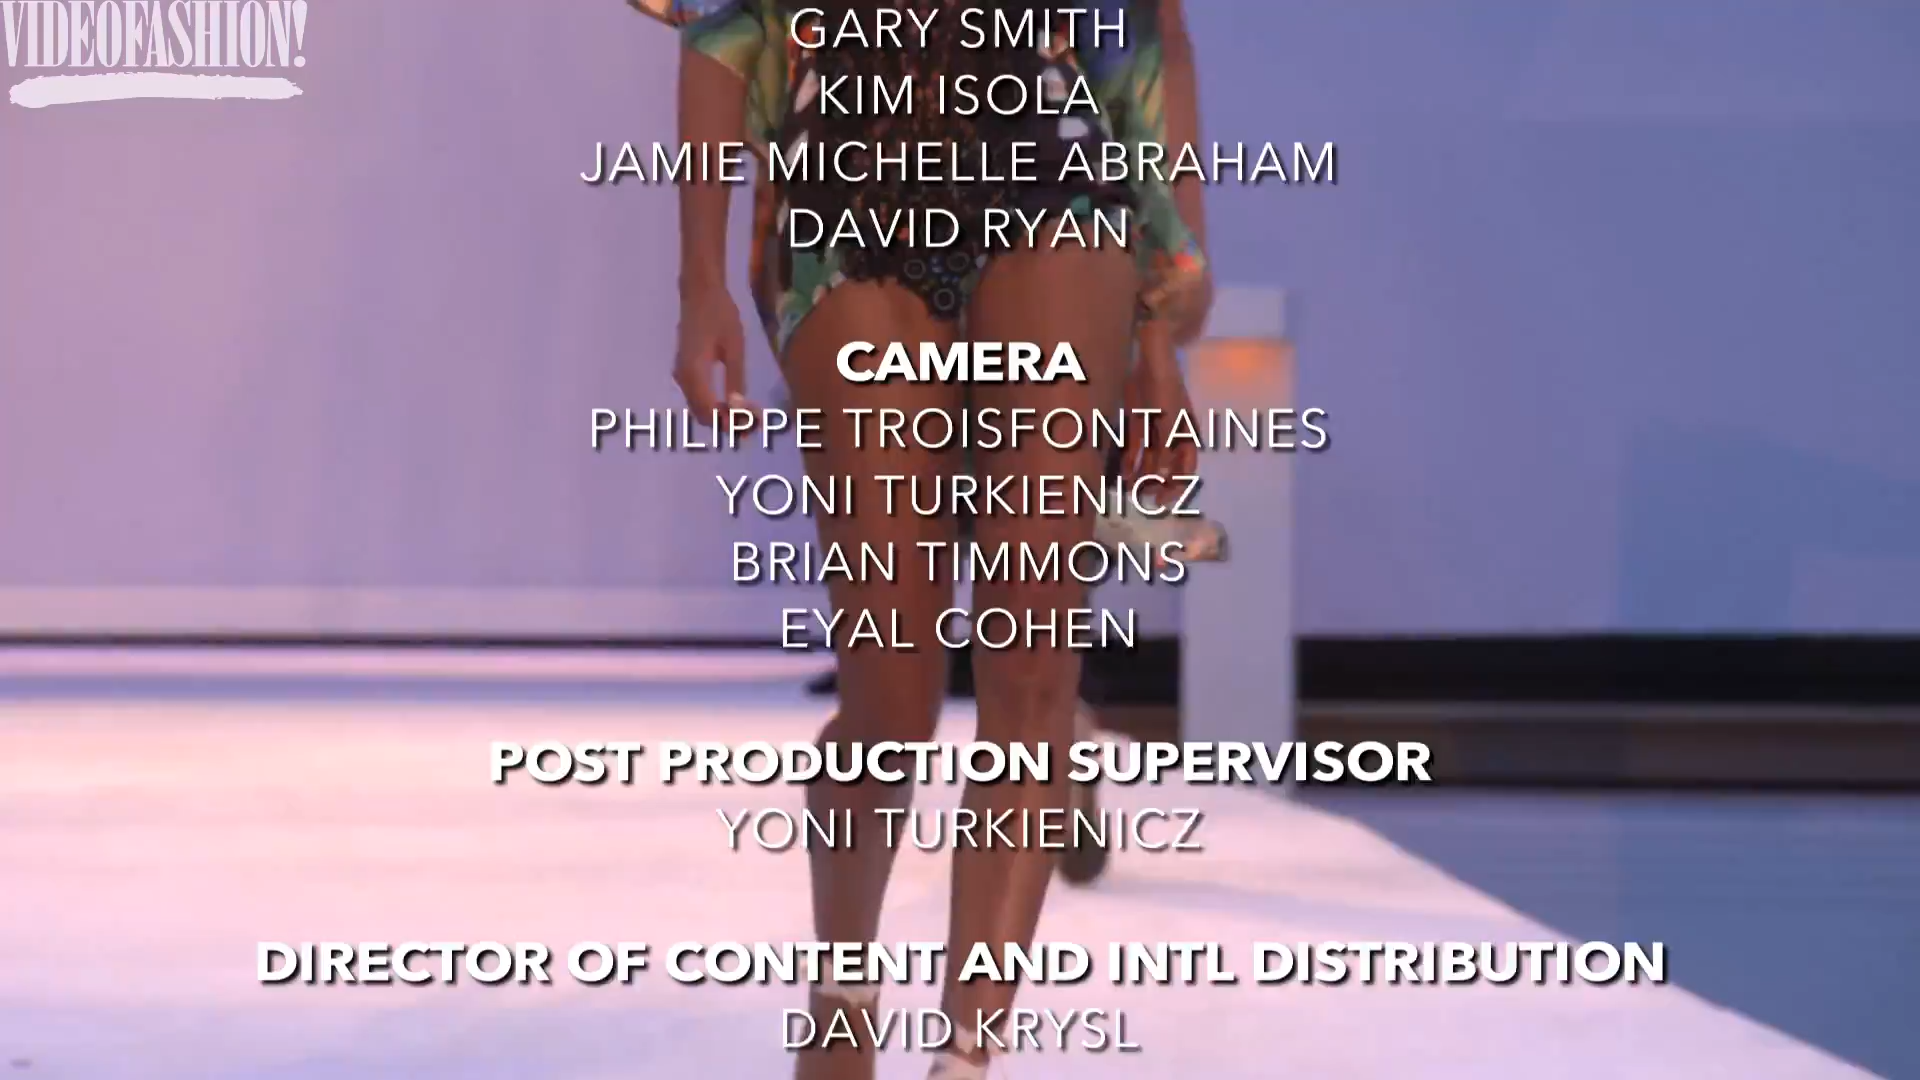 VIDEOFASHION!
GARY SMITH
KIM ISOLA
JAMIE MICHELLE ABRAHAM
DAVID RYAN
CAMERA
PHILIPPE TROISFONTAINES
YONI TURKIENICZ
BRIAN TIMMONS
EYAL COHEN
POST PRODUCTION SUPERVISOR
YONI TURKIENICZ
DIRECTOR OF CONTENT AND INTL DISTRIBUTION
DAVID KRYSL